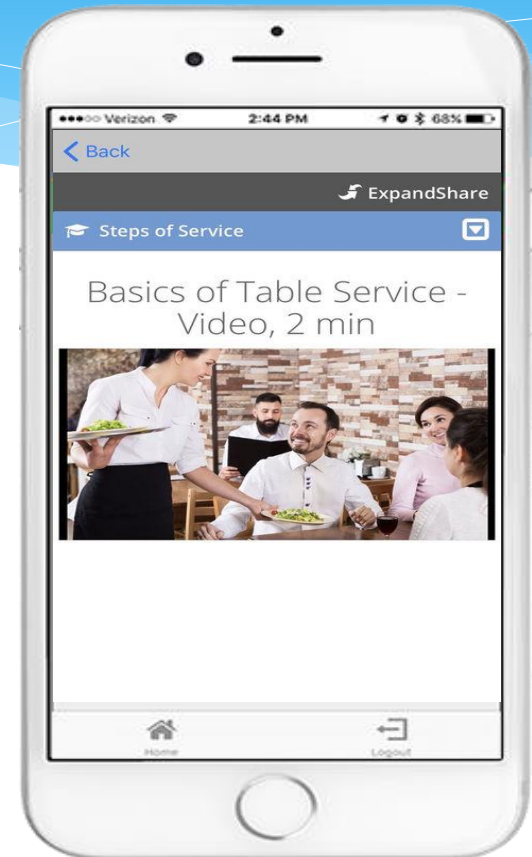 Verizon 2:44 PM 68%
Back
ExpandShare
Steps of Service
Basics of Table Service -
Video, 2 min
Home Logout